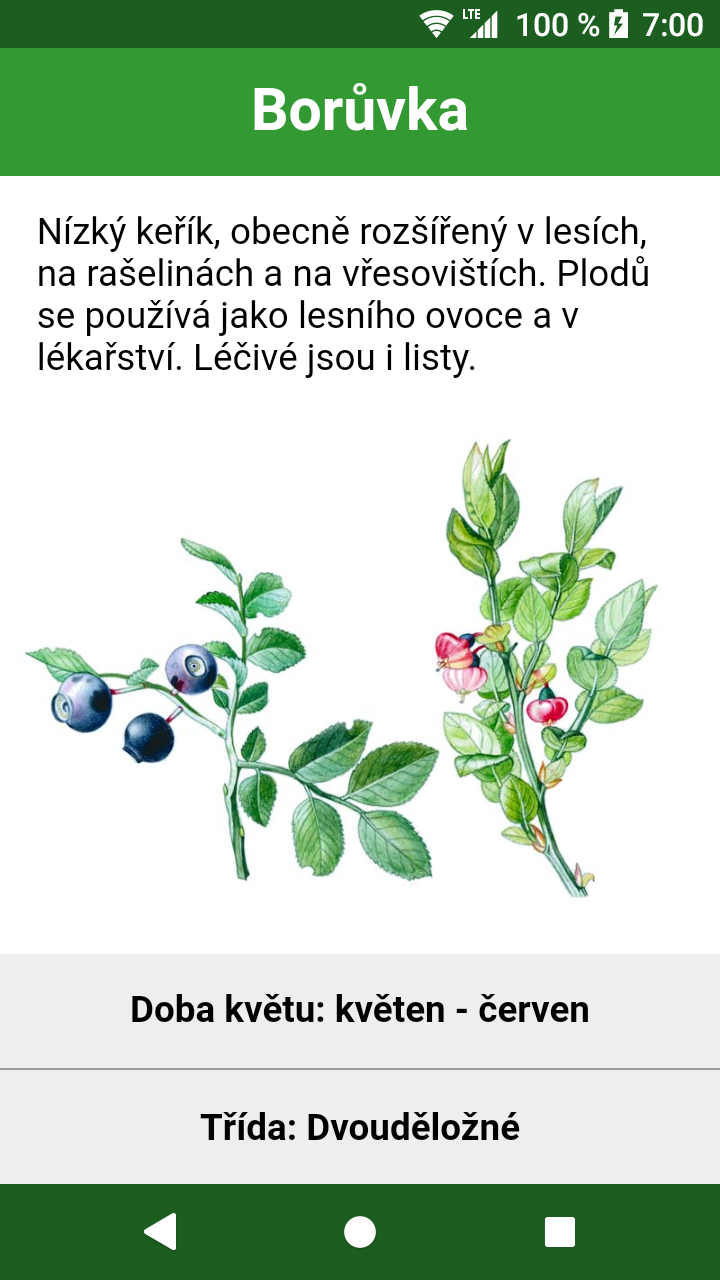 LTE 100 % 7:00
Borůvka
Nízký keřík, obecně rozšířený v lesích,
na rašelinách a na vřesovištích. Plodů
se používá jako lesního ovoce a v
lékařství. Léčivé jsou i listy.
Doba květu: květen - červen
Třída: Dvouděložné